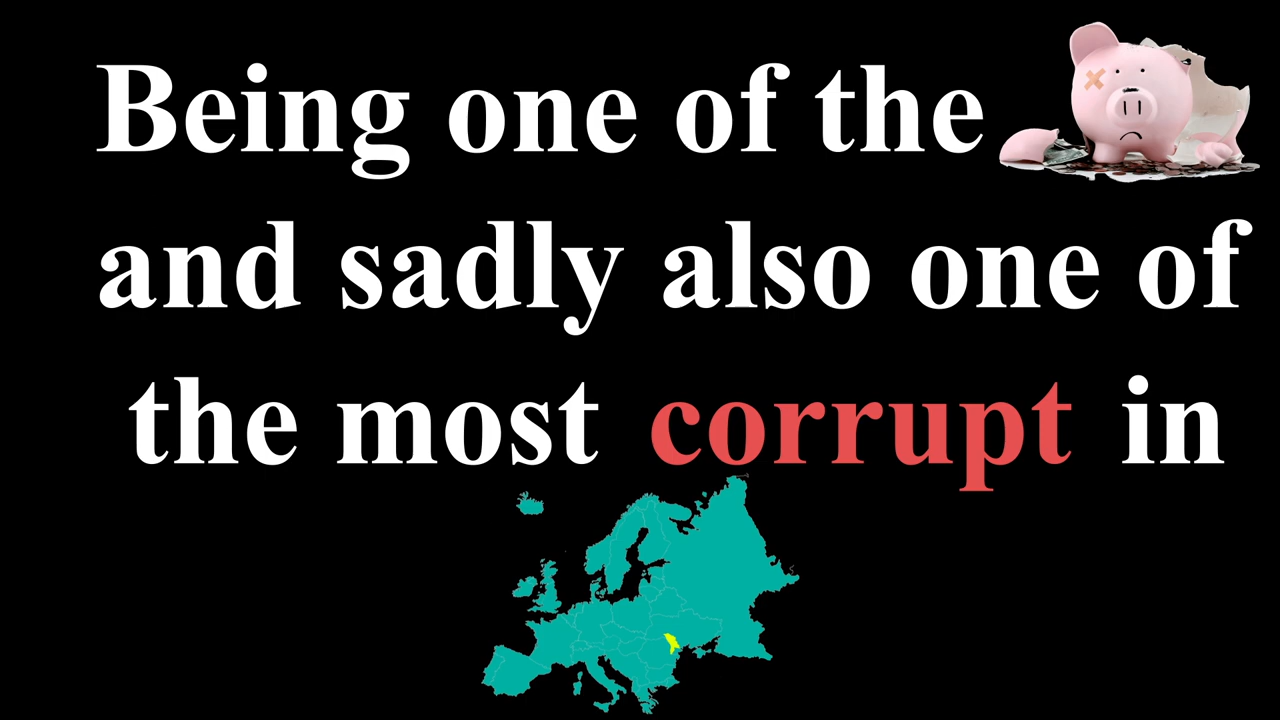 Being one of the
and sadly also one of
the most corrupt in